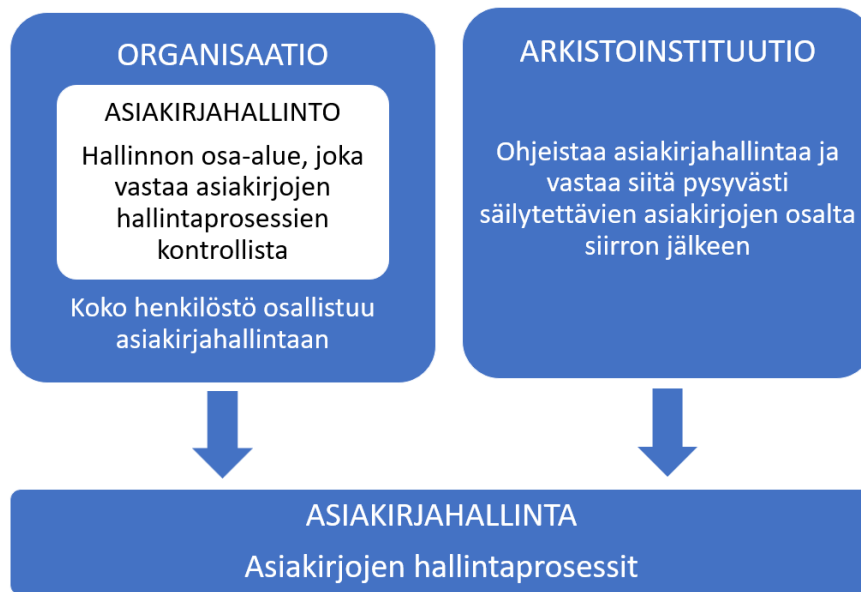 ORGANISAATIO
ASIAKIRJAHALLINTO
Hallinnon osa-alue, joka
vastaa asiakirjojen
hallintaprosessien
kontrollista
Koko henkilöstö osallistuu
asiakirjahallintaan
ARKISTOINSTITUUTIO
Ohjeistaa asiakirjahallintaa ja
vastaa siitä pysyvästi
säilytettävien asiakirjojen osalta
siirron jälkeen
ASIAKIRJAHALLINTA
Asiakirjojen hallintaprosessit